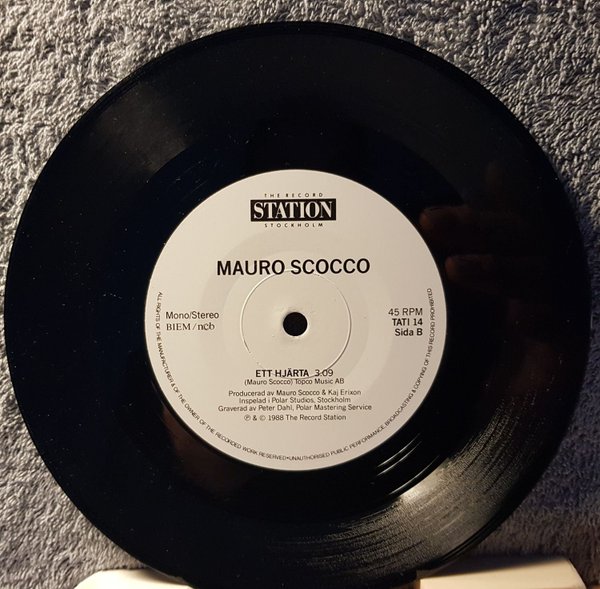 THE RECORD
STATION
STOCKHOLM
MAURO SCOCCO
Mono/Stereo
BIEM/ncb
45 RPM
TATI 14
Sida B
ETT HJÄRTA 3.09
(Mauro Scocco) Topco Music AB
Producerad av Mauro Scocco & Kaj Erixon
Inspelad i Polar Studios, Stockholm
Graverad av Peter Dahl, Polar Mastering Service
℗ & © 1988 The Record Station
ALL RIGHTS OF THE MANUFACTURER & OF THE OWNER OF THE RECORDED WORK RESERVED•UNAUTHORISED PUBLIC PERFORMANCE, BROADCASTING & COPYING OF THIS RECORD PROHIBITED